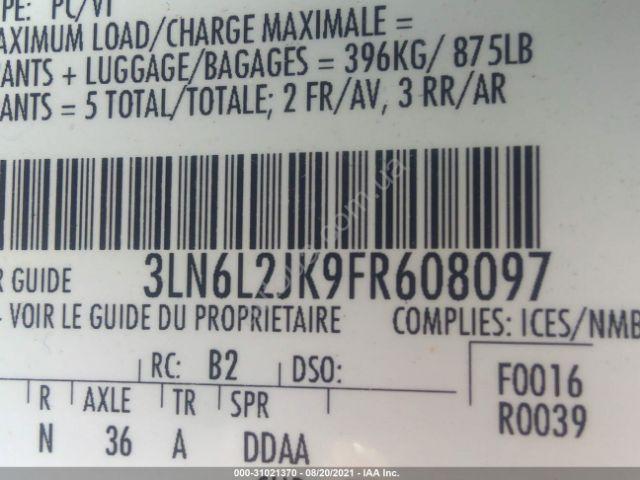 PE: PC/VT
AXIMUM LOAD/CHARGE MAXIMALE =
ANTS + LUGGAGE/BAGAGES = 396KG/ 875LB
ANTS = 5 TOTAL/TOTALE; 2 FR/AV, 3 RR/AR
R GUIDE 3LN6L2JK9FR608097
VOIR LE GUIDE DU PROPRIETAIRE COMPLIES: ICES/NMB
RC: B2 DSO: F0016
R AXLE TR SPR R0039
N 36 A DDAA
000-31021370 - 08/20/2021 - IAA Inc.